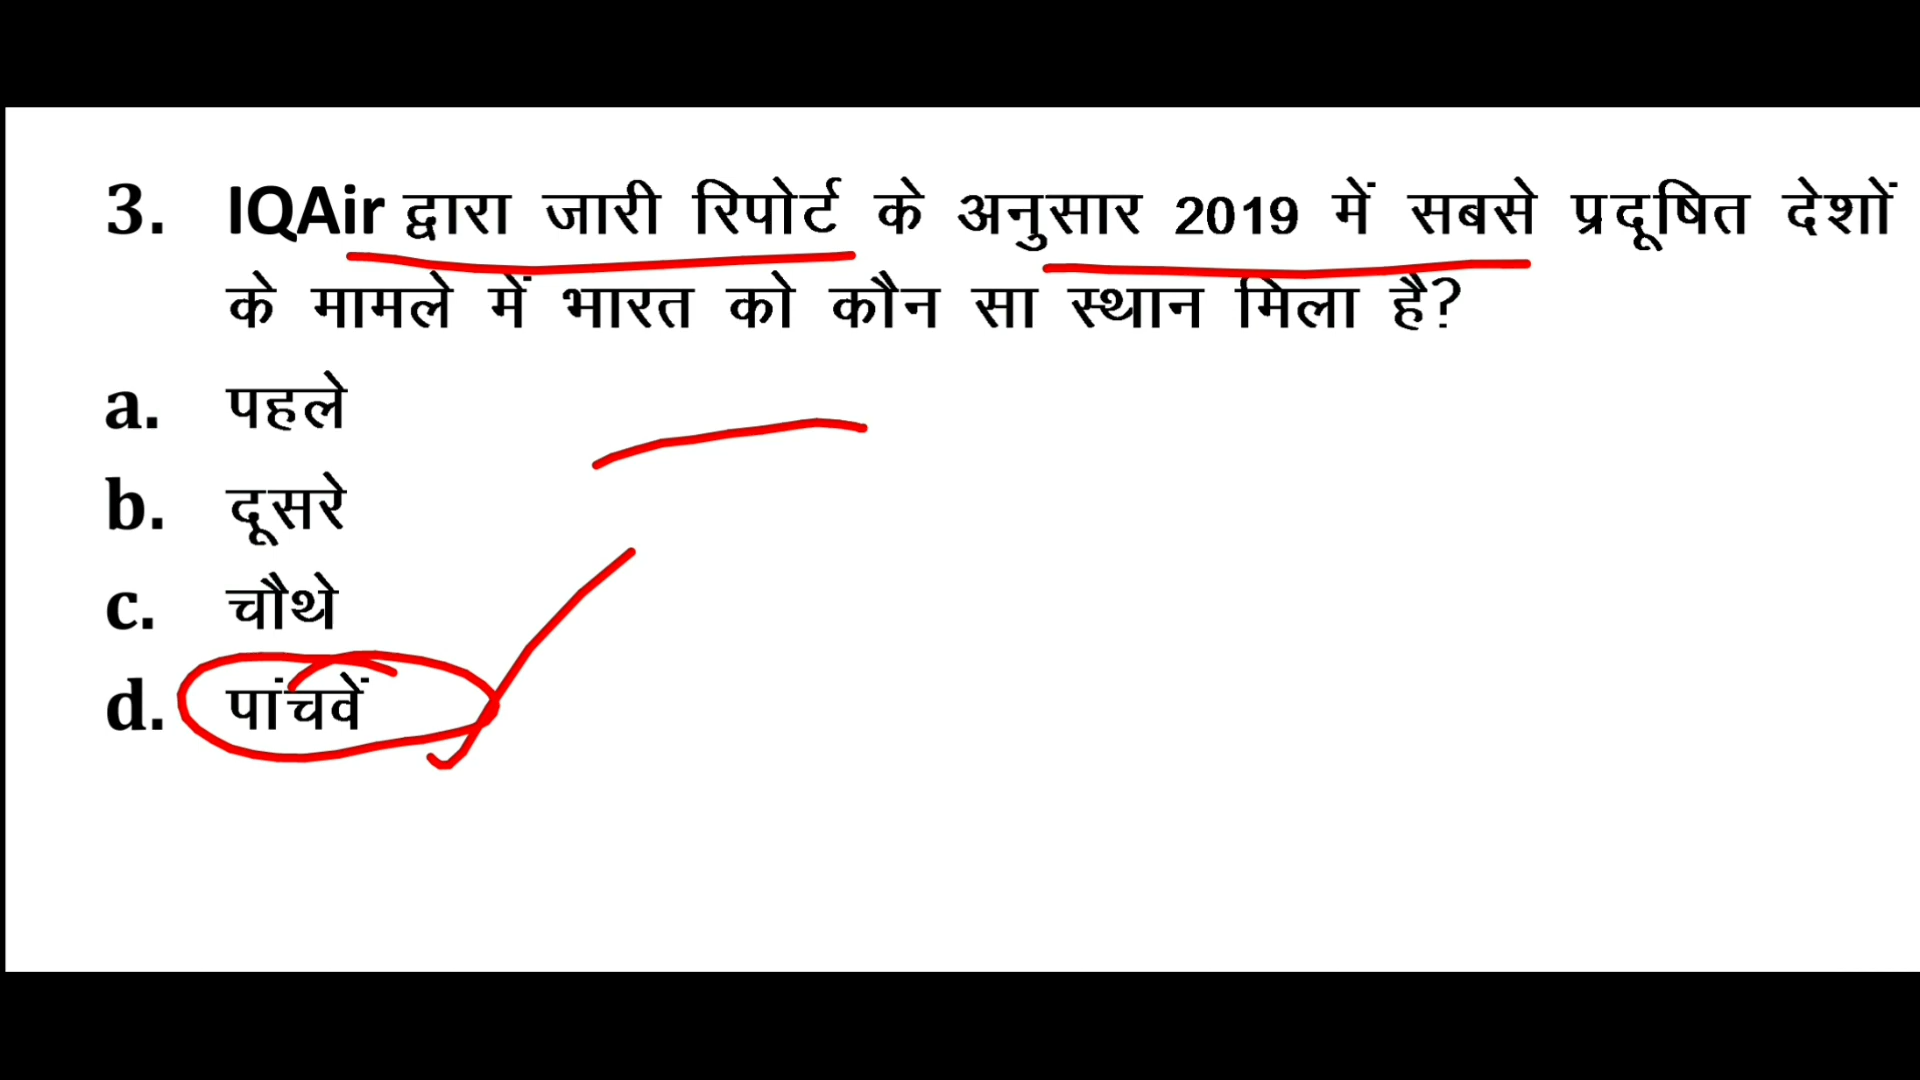 3. IQAir द्वारा जारी रिपोर्ट के अनुसार 2019 में सबसे प्रदूषित देशों
के मामले में भारत को कौन सा स्थान मिला है?
a. पहले
b. दूसरे
c. चौथे
d. पांचवें